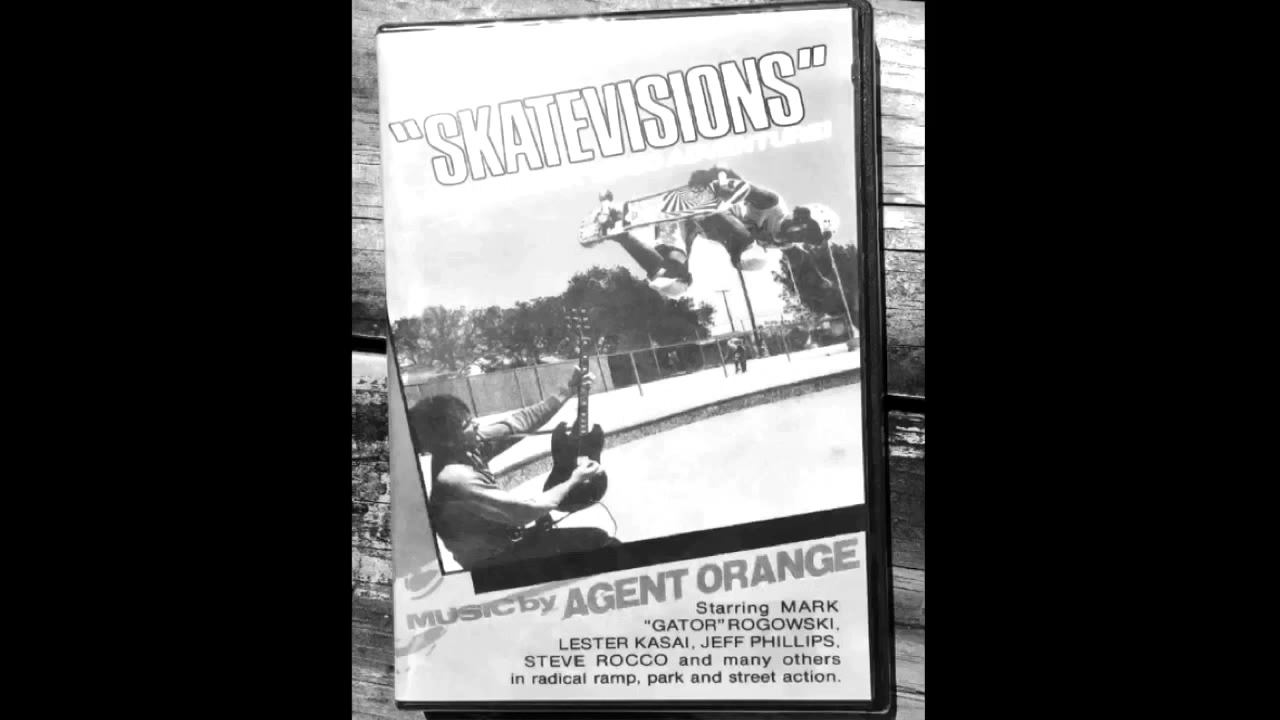 "SKATEVISIONS"
MUSIC by AGENT ORANGE
Starring MARK
"GATOR" ROGOWSKI,
LESTER KASAI, JEFF PHILLIPS,
STEVE ROCCO and many others
in radical ramp, park and street action.